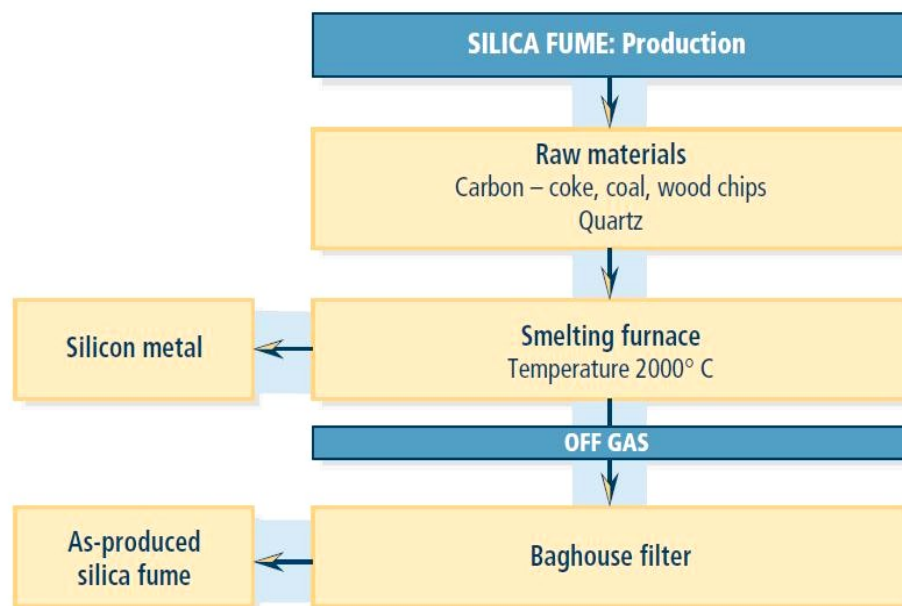 SILICA FUME: Production
Raw materials
Carbon – coke, coal, wood chips
Quartz
Silicon metal
Smelting furnace
Temperature 2000° C
OFF GAS
As-produced
silica fume
Baghouse filter